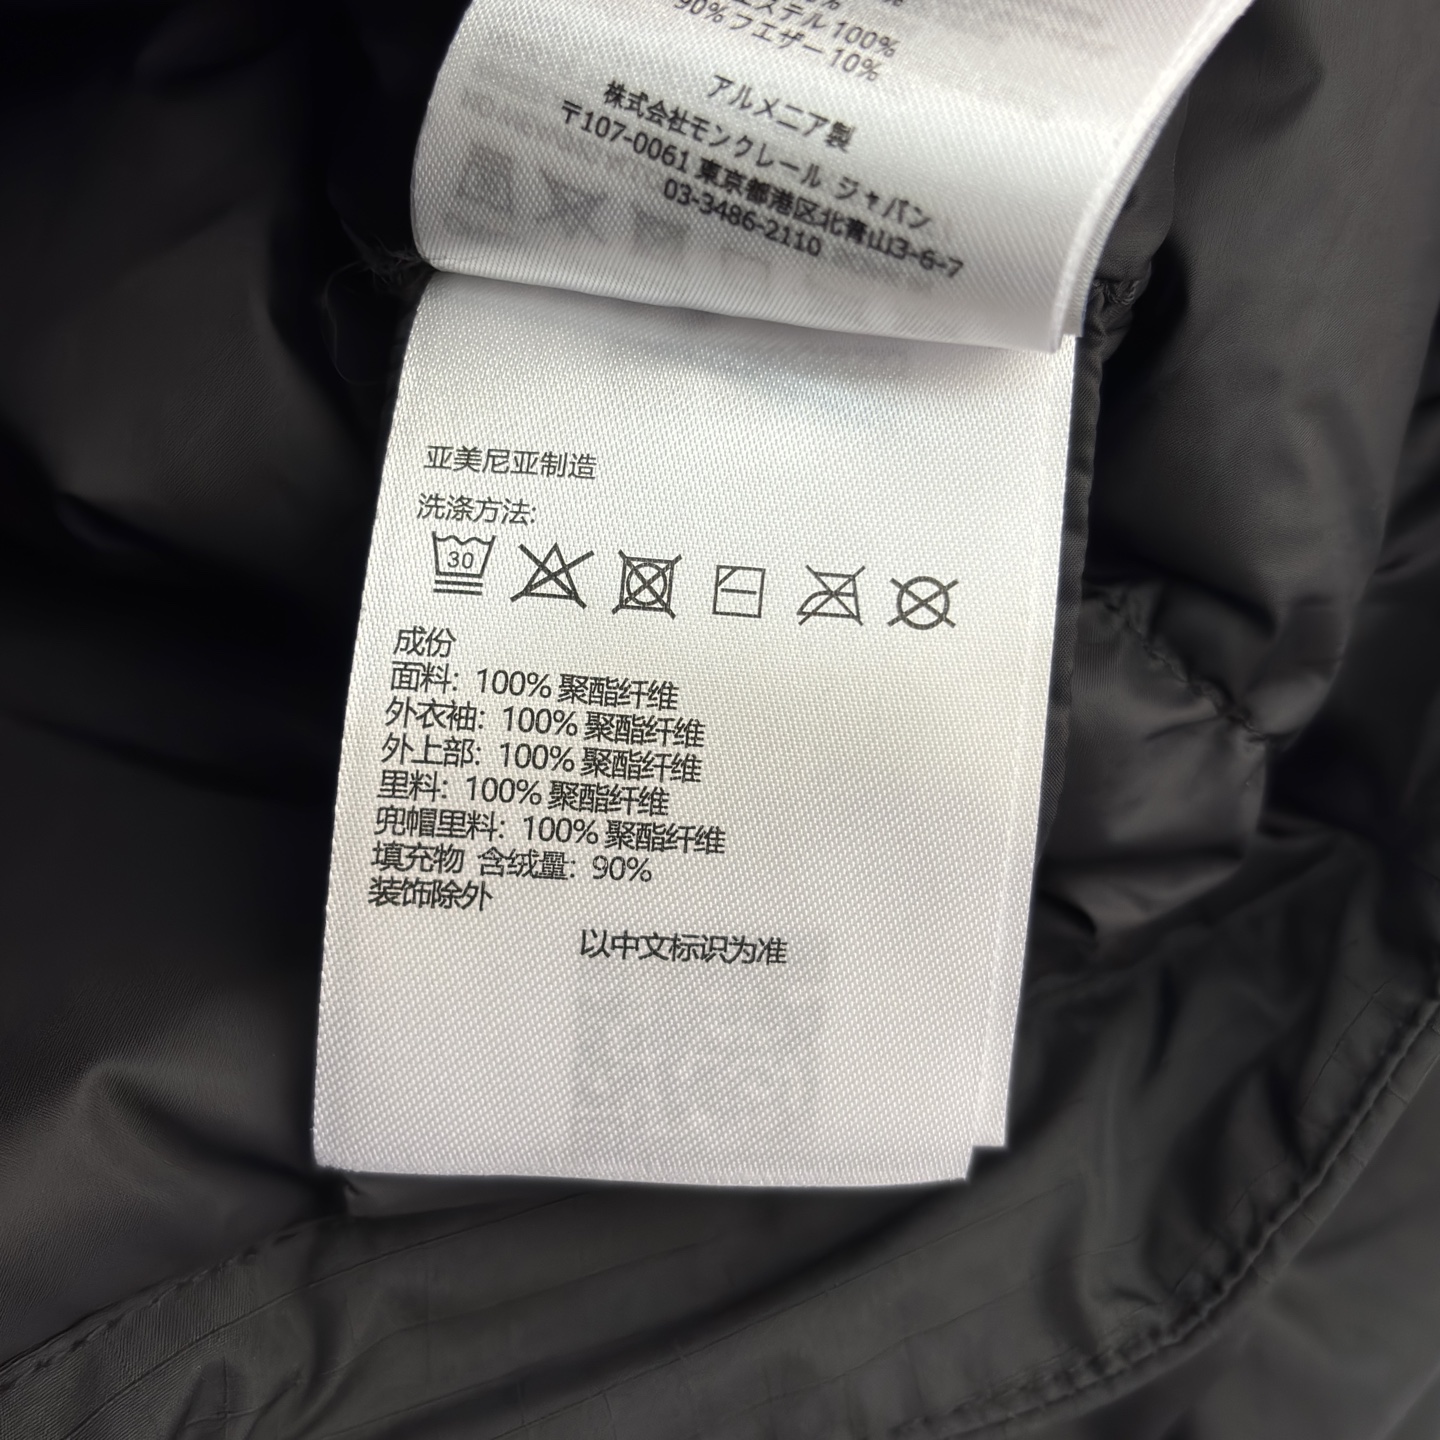 エステル 100%
90% フエザー 10%
アルメニア製
株式会社モンクレール ジャパン
〒107-0061 東京都港区北青山3-6-7
03-3486-2110
亚美尼亚制造
洗涤方法:
30
成份
面料: 100% 聚酯纤维
外衣袖: 100% 聚酯纤维
外上部: 100% 聚酯纤维
里料: 100% 聚酯纤维
兜帽里料: 100% 聚酯纤维
填充物 含绒量: 90%
装饰除外
以中文标识为准